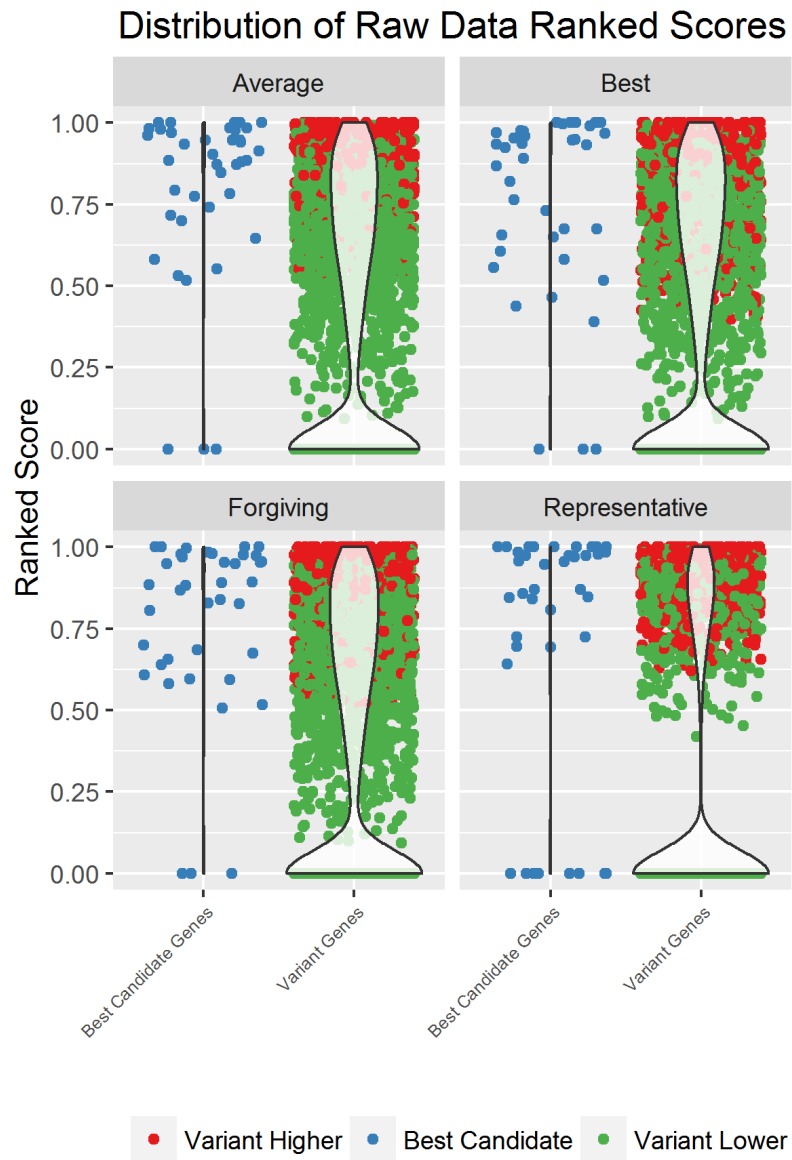 Distribution of Raw Data Ranked Scores
Average
Best
1.00
0.75
0.50
0.25
0.00
Forgiving
Representative
1.00
0.75
0.50
0.25
0.00
Ranked Score
Best Candidate Genes
Variant Genes
Best Candidate Genes
Variant Genes
Variant Higher
Best Candidate
Variant Lower